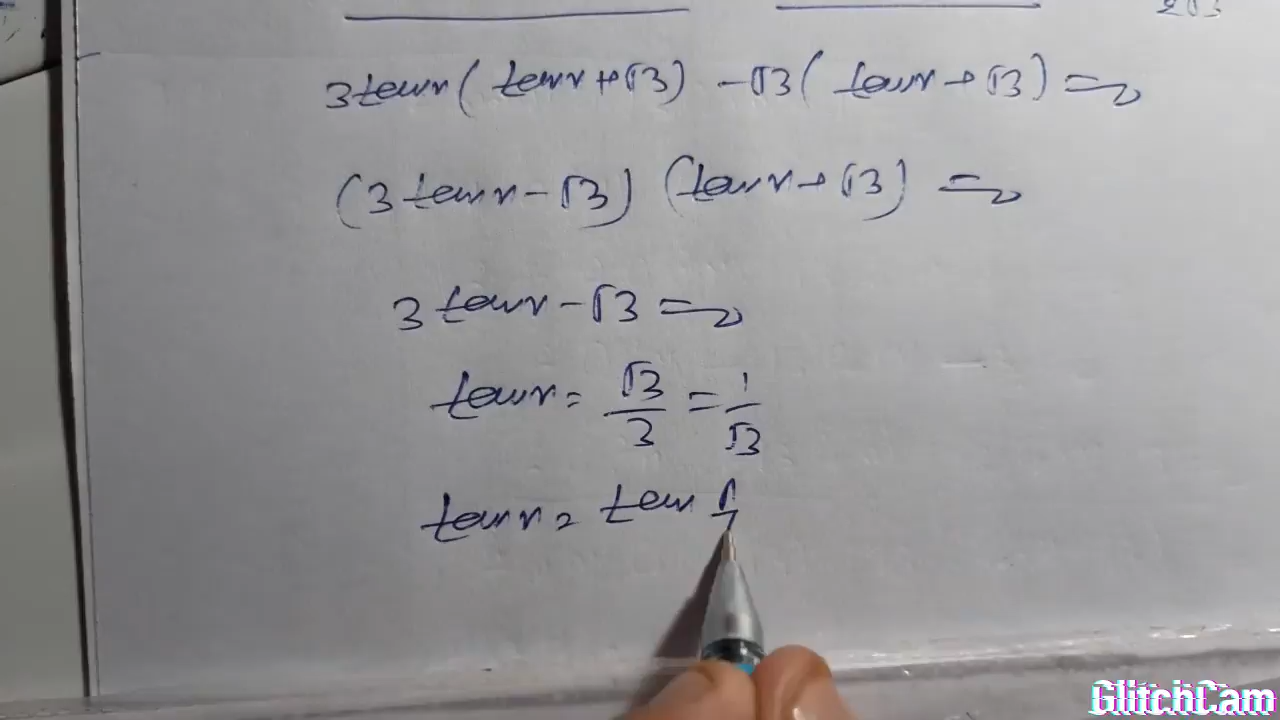 3tanx(tanx+√3) -√3(tanx+√3)=0
(3tanx-√3)(tanx+√3)=0
3tanx-√3=0
tanx=√3/3=1/√3
tanx=tan
GlitchCam